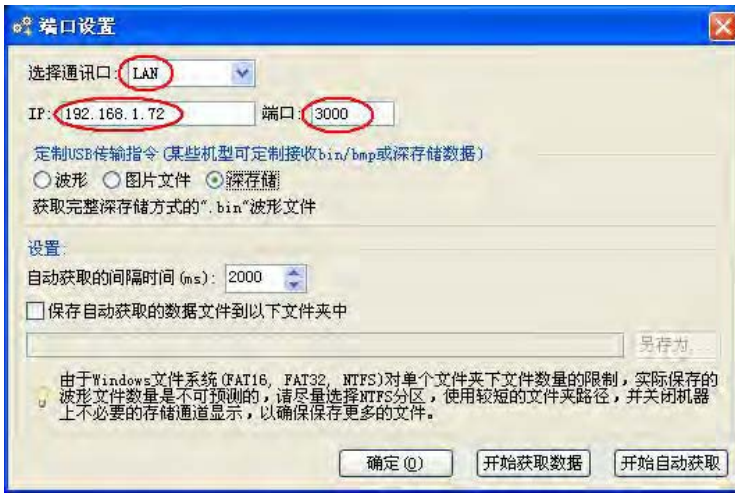 端口设置
选择通讯口: LAN
IP: 192.168.1.72 端口: 3000
定制USB传输指令(某些机型可定制接收bin/bmp或深存储数据)
波形 图片文件 深存储
获取完整深存储方式的".bin"波形文件
设置:
自动获取的间隔时间(ms): 2000
保存自动获取的数据文件到以下文件夹中
另存为...
由于Windows文件系统(FAT16, FAT32, NTFS)对单个文件夹下文件数量的限制，实际保存的
波形文件数量是不可预测的，请尽量选择NTFS分区，使用较短的文件夹路径，并关闭机器
上不必要的存储通道显示，以确保保存更多的文件。
确定(O) 开始获取数据 开始自动获取